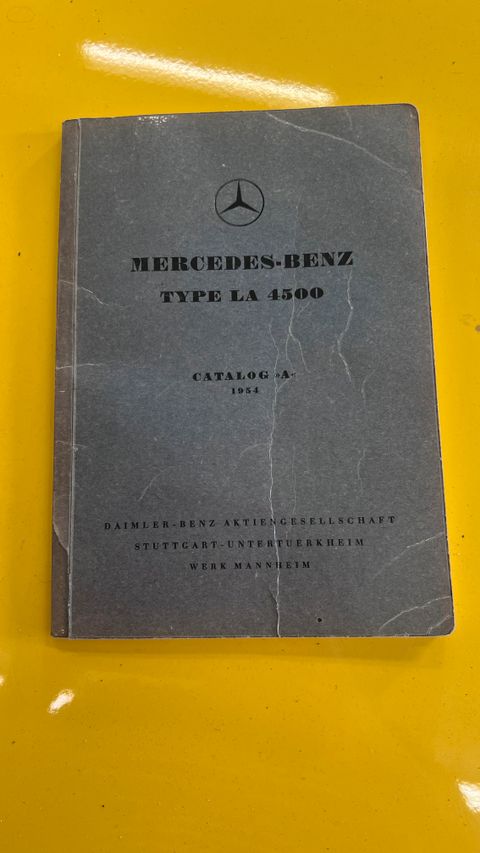 MERCEDES-BENZ
TYPE LA 4500
CATALOG »A«
1954
DAIMLER-BENZ AKTIENGESELLSCHAFT
STUTTGART-UNTERTUERKHEIM
WERK MANNHEIM